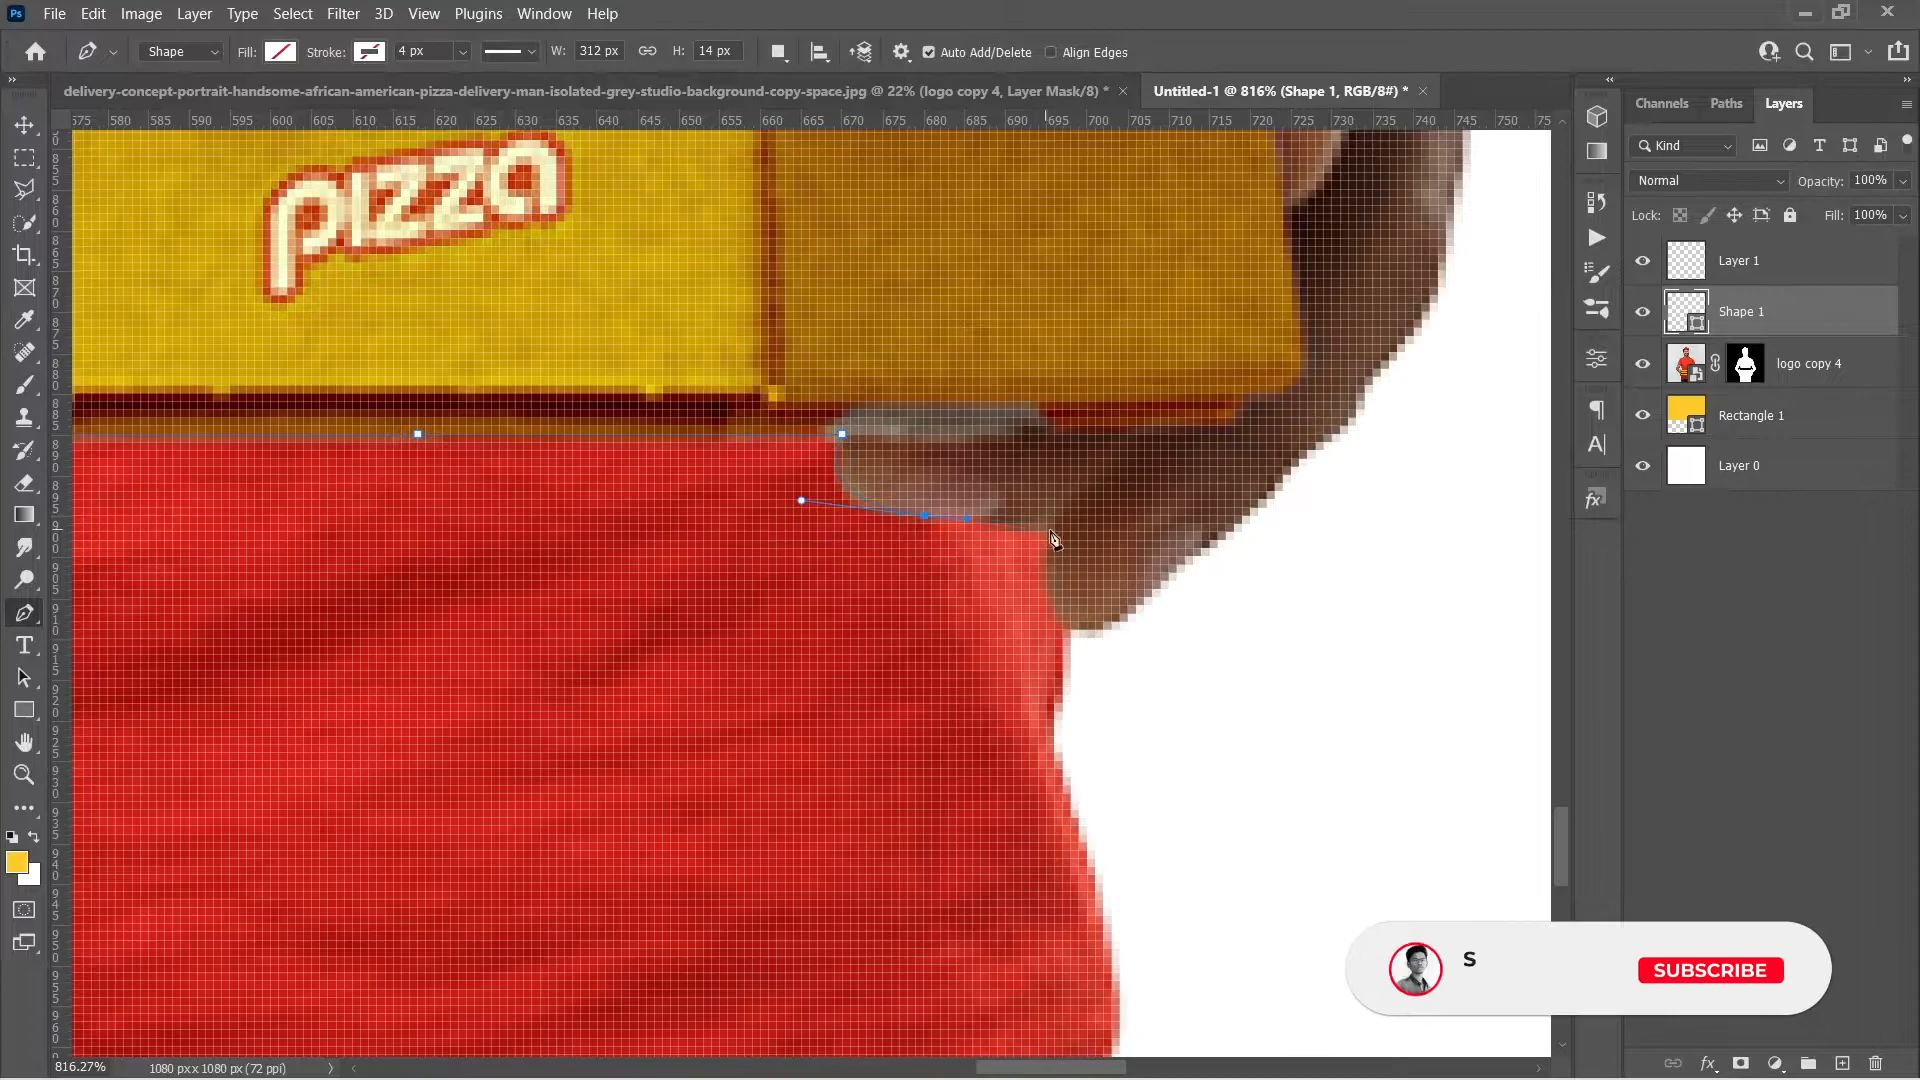 Ps File Edit Image Layer Type Select Filter 3D View Plugins Window Help
Shape Fill: Stroke: 4 px W: 312 px H: 14 px Auto Add/Delete Align Edges
delivery-concept-portrait-handsome-african-american-pizza-delivery-man-isolated-grey-studio-background-copy-space.jpg @ 22% (logo copy 4, Layer Mask/8) *
Untitled-1 @ 816% (Shape 1, RGB/8#) *
Channels Paths Layers
575 580 585 590 595 600 605 610 615 620 625 630 635 640 645 650 655 660 665 670 675 680 685 690 695 700 705 710 715 720 725 730 735 740 745 750 75
Kind
Normal Opacity: 100%
Lock: Fill: 100%
pizza
Layer 1
Shape 1
logo copy 4
Rectangle 1
Layer 0
fx
S
SUBSCRIBE
816.27% 1080 px x 1080 px (72 ppi)
fx